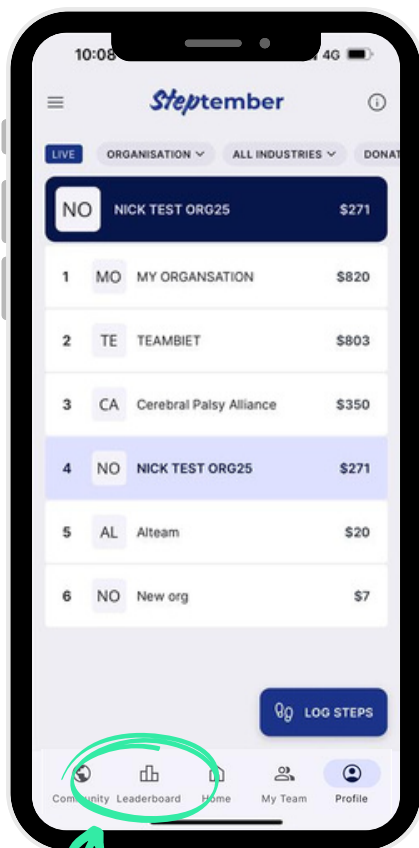 10:08 4G
Steptember
LIVE ORGANISATION ALL INDUSTRIES
NO NICK TEST ORG25 $271
1 MO MY ORGANSATION $820
2 TE TEAMBIET $803
3 CA Cerebral Palsy Alliance $350
4 NO NICK TEST ORG25 $271
5 AL Alteam $20
6 NO New org $7
LOG STEPS
Community Leaderboard Home My Team Profile